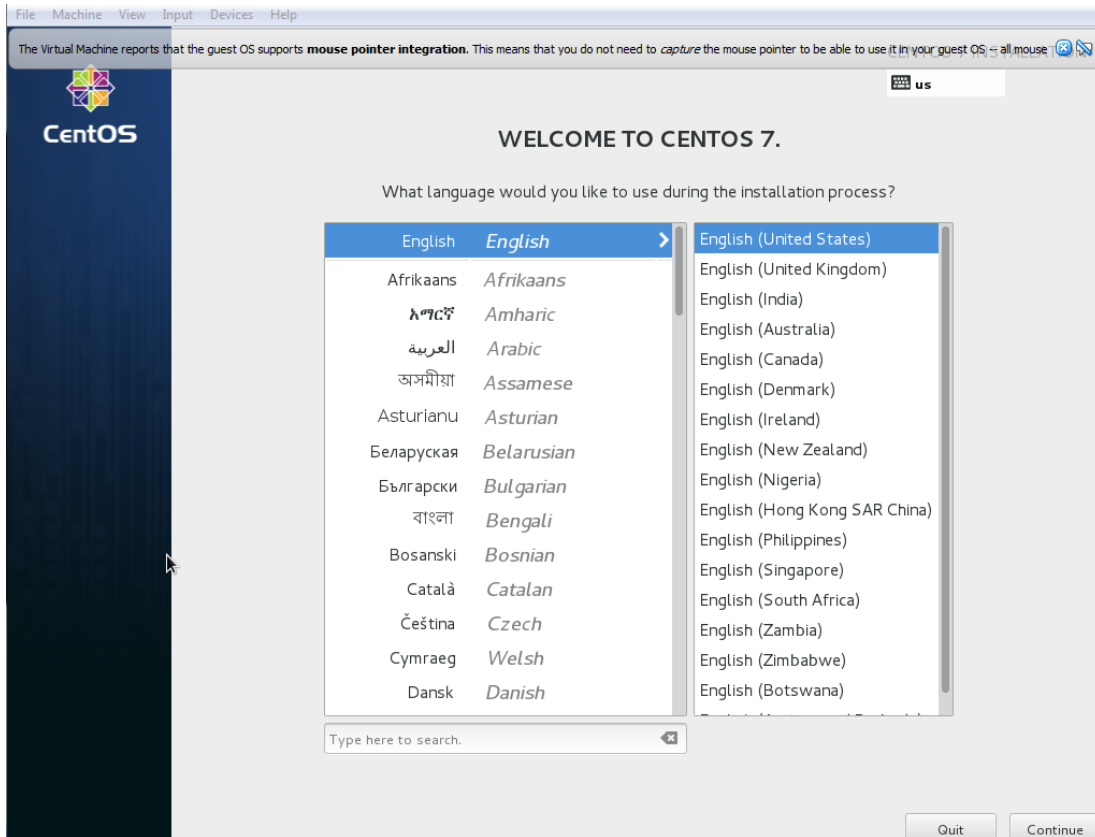 File Machine View Input Devices Help
The Virtual Machine reports that the guest OS supports mouse pointer integration. This means that you do not need to capture the mouse pointer to be able to use it in your guest OS – all mouse
CENTOS 7 INSTALLATION
us
CentOS
WELCOME TO CENTOS 7.
What language would you like to use during the installation process?
English English
Afrikaans Afrikaans
አማርኛ Amharic
العربية Arabic
অসমীয়া Assamese
Asturianu Asturian
Беларуская Belarusian
Български Bulgarian
বাংলা Bengali
Bosanski Bosnian
Català Catalan
Čeština Czech
Cymraeg Welsh
Dansk Danish
English (United States)
English (United Kingdom)
English (India)
English (Australia)
English (Canada)
English (Denmark)
English (Ireland)
English (New Zealand)
English (Nigeria)
English (Hong Kong SAR China)
English (Philippines)
English (Singapore)
English (South Africa)
English (Zambia)
English (Zimbabwe)
English (Botswana)
Type here to search.
Quit Continue